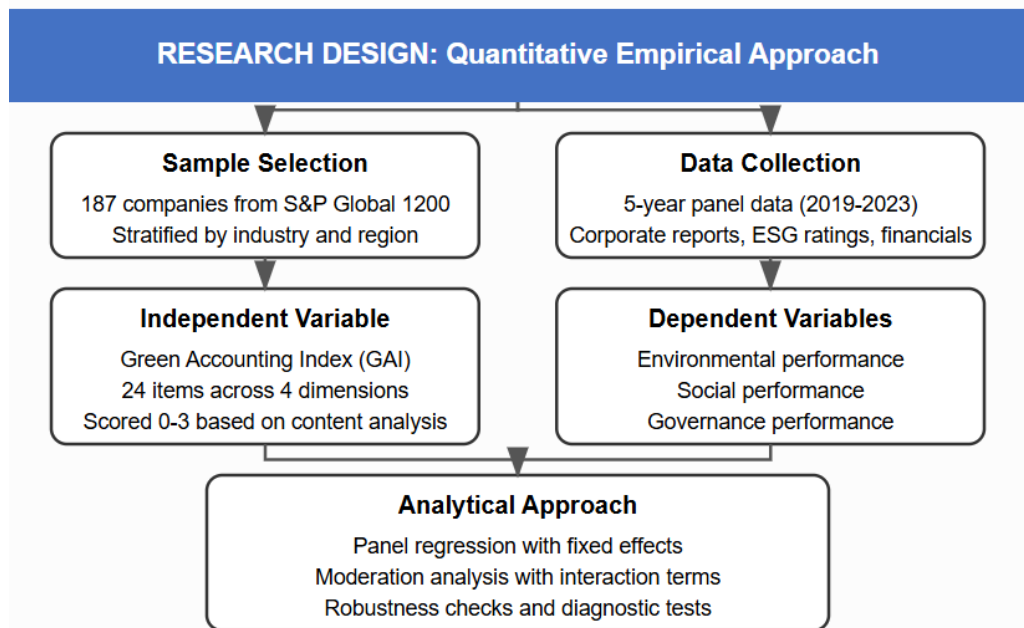 RESEARCH DESIGN: Quantitative Empirical Approach
Sample Selection
187 companies from S&P Global 1200
Stratified by industry and region
Data Collection
5-year panel data (2019-2023)
Corporate reports, ESG ratings, financials
Independent Variable
Green Accounting Index (GAI)
24 items across 4 dimensions
Scored 0-3 based on content analysis
Dependent Variables
Environmental performance
Social performance
Governance performance
Analytical Approach
Panel regression with fixed effects
Moderation analysis with interaction terms
Robustness checks and diagnostic tests